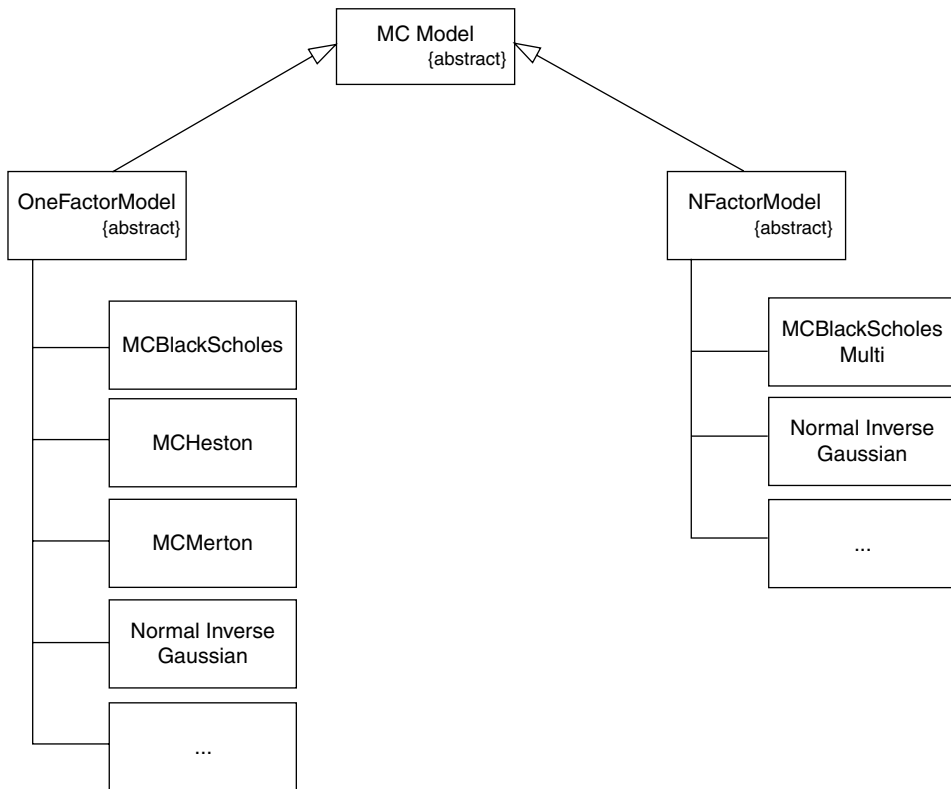 MC Model
{abstract}
OneFactorModel
{abstract}
NFactorModel
{abstract}
MCBlackScholes
MCHeston
MCMerton
Normal Inverse
Gaussian
...
MCBlackScholes
Multi
Normal Inverse
Gaussian
...